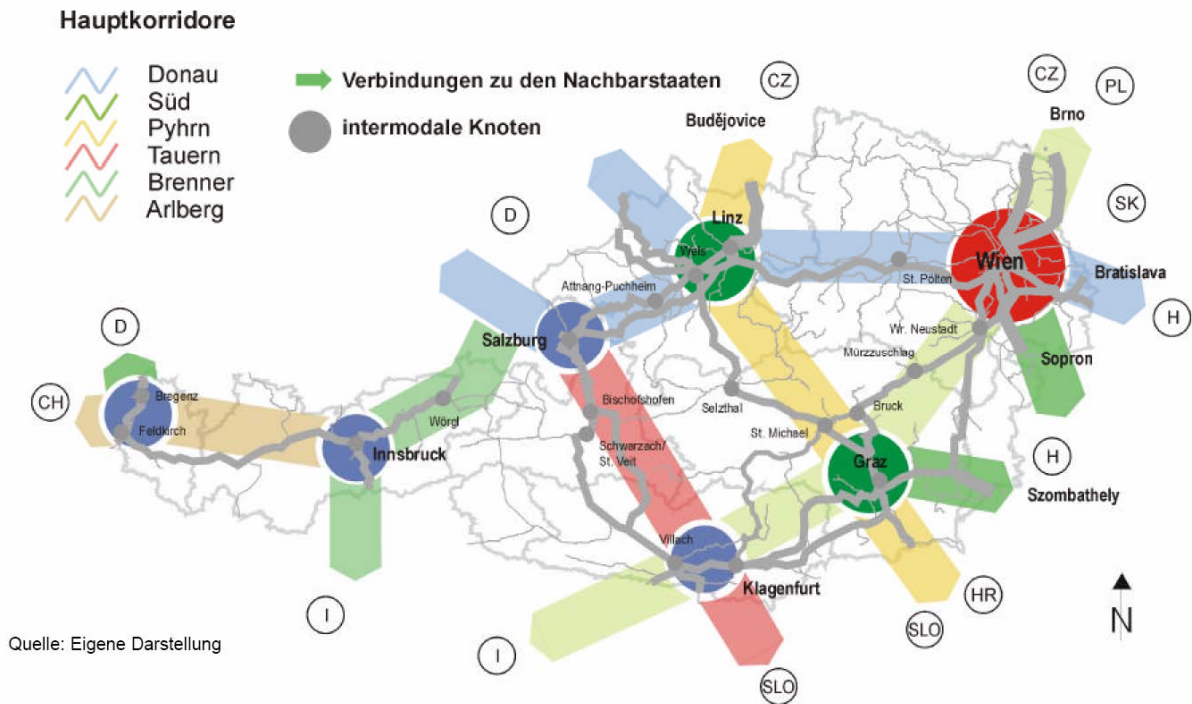 Hauptkorridore
Donau
Süd
Pyhrn
Tauern
Brenner
Arlberg
Verbindungen zu den Nachbarstaaten
intermodale Knoten
CZ
Budějovice
CZ
PL
Brno
D
Linz
Wels
SK
Wien
Bratislava
St. Pölten
Attnang-Puchheim
H
Salzburg
Wr. Neustadt
Sopron
Mürzzuschlag
D
CH
Bregenz
Feldkirch
Wörgl
Innsbruck
Bischofshofen
Schwarzach/
St. Veit
Selzthal
Bruck
St. Michael
Graz
H
Szombathely
Villach
Klagenfurt
HR
SLO
I
I
SLO
N
Quelle: Eigene Darstellung